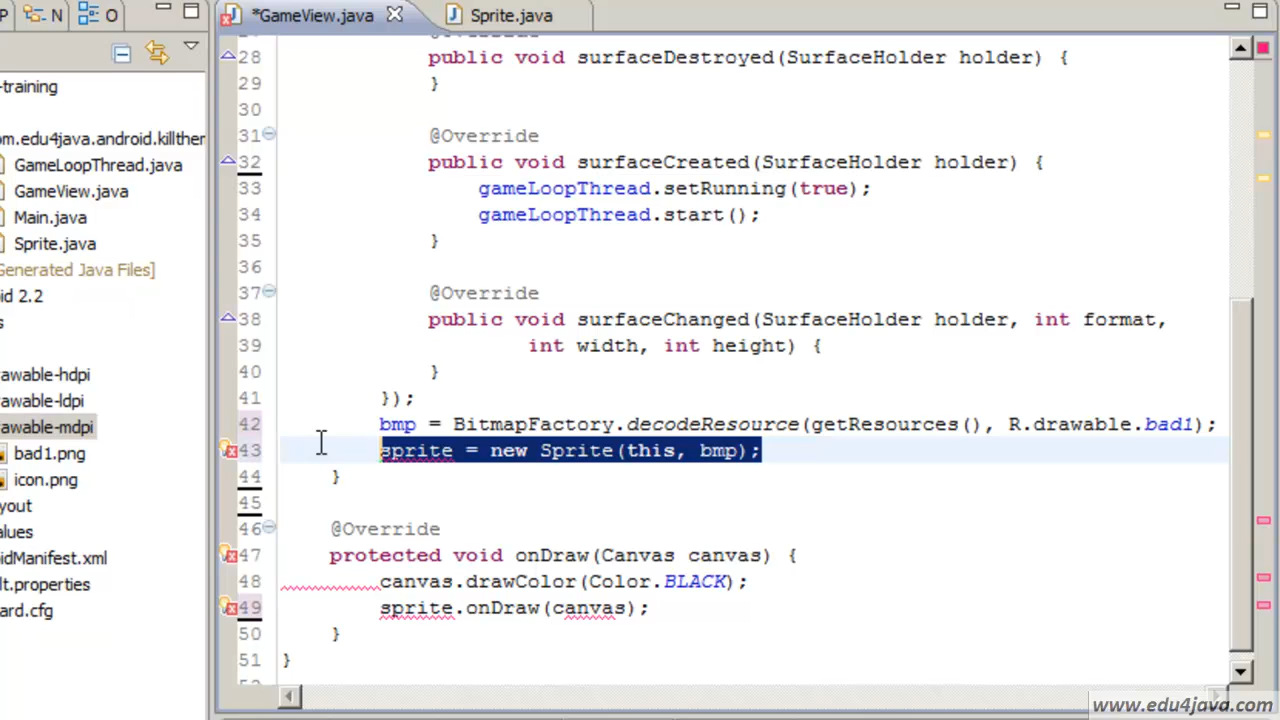 P N O *GameView.java Sprite.java
-training
om.edu4java.android.killther
GameLoopThread.java
GameView.java
Main.java
Sprite.java
Generated Java Files]
oid 2.2
s
awable-hdpi
awable-ldpi
awable-mdpi
bad1.png
icon.png
yout
alues
oidManifest.xml
lt.properties
ard.cfg
28 public void surfaceDestroyed(SurfaceHolder holder) {
29 }
30
31 @Override
32 public void surfaceCreated(SurfaceHolder holder) {
33 gameLoopThread.setRunning(true);
34 gameLoopThread.start();
35 }
36
37 @Override
38 public void surfaceChanged(SurfaceHolder holder, int format,
39 int width, int height) {
40 }
41 });
42 bmp = BitmapFactory.decodeResource(getResources(), R.drawable.bad1);
43 sprite = new Sprite(this, bmp);
44 }
45
46 @Override
47 protected void onDraw(Canvas canvas) {
48 canvas.drawColor(Color.BLACK);
49 sprite.onDraw(canvas);
50 }
51 }
www.edu4java.com